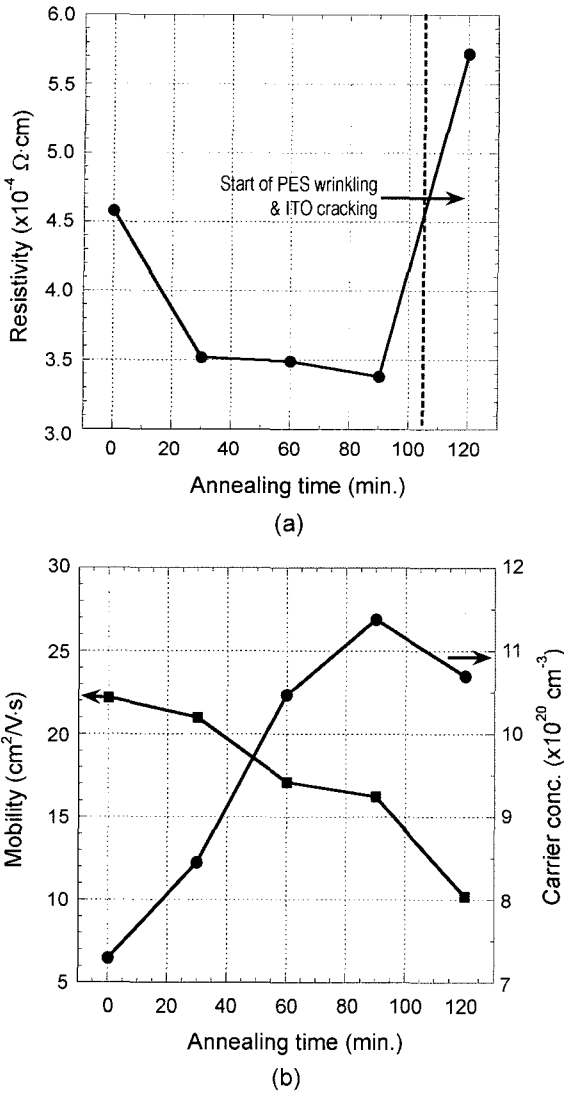 6.0
5.5
5.0
4.5
4.0
3.5
3.0
Resistivity (x10⁻⁴ Ω·cm)
Start of PES wrinkling
& ITO cracking
0 20 40 60 80 100 120
Annealing time (min.)
(a)
30
25
20
15
10
5
Mobility (cm²/V·s)
12
11
10
9
8
7
Carrier conc. (x10²⁰ cm⁻³)
0 20 40 60 80 100 120
Annealing time (min.)
(b)